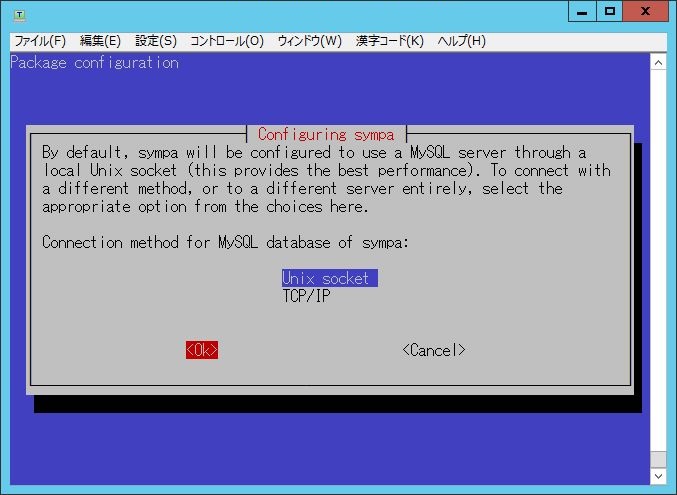 ファイル(F) 編集(E) 設定(S) コントロール(O) ウィンドウ(W) 漢字コード(K) ヘルプ(H)
Package configuration
Configuring sympa
By default, sympa will be configured to use a MySQL server through a
local Unix socket (this provides the best performance). To connect with
a different method, or to a different server entirely, select the
appropriate option from the choices here.
Connection method for MySQL database of sympa:
Unix socket
TCP/IP
<Ok> <Cancel>